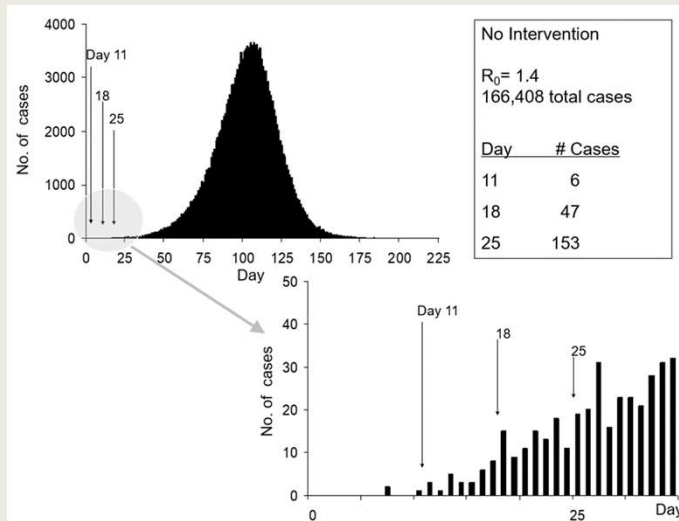 4000
3000
2000
1000
0
No. of cases
Day 11
18
25
0 25 50 75 100 125 150 175 200 225
Day
No Intervention
R₀= 1.4
166,408 total cases
Day # Cases
11 6
18 47
25 153
50
40
30
20
10
0
No. of cases
Day 11
18
25
0 25 Day